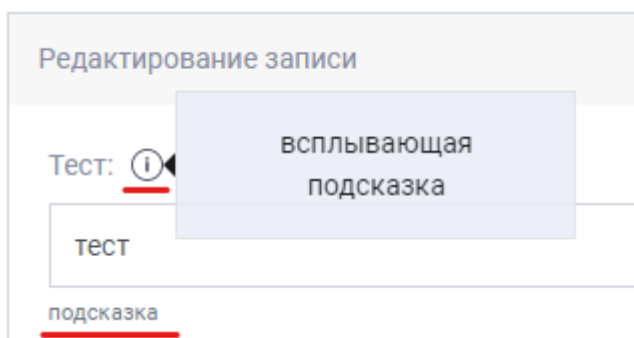 Редактирование записи
всплывающая
подсказка
Тест:
тест
подсказка